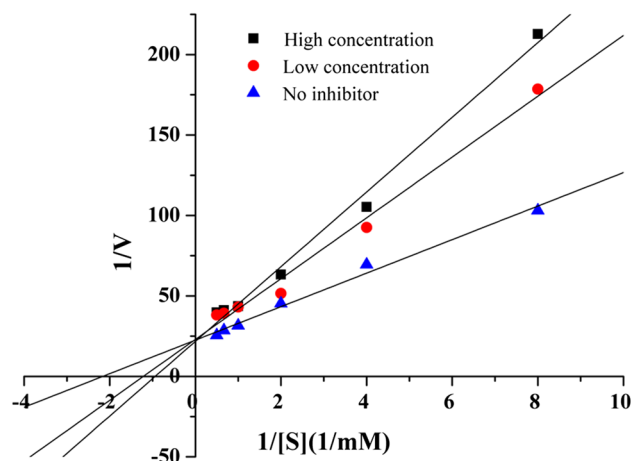 200
150
100
50
0
-50
-4
-2
0
2
4
6
8
10
1/V
1/[S](1/mM)
High concentration
Low concentration
No inhibitor